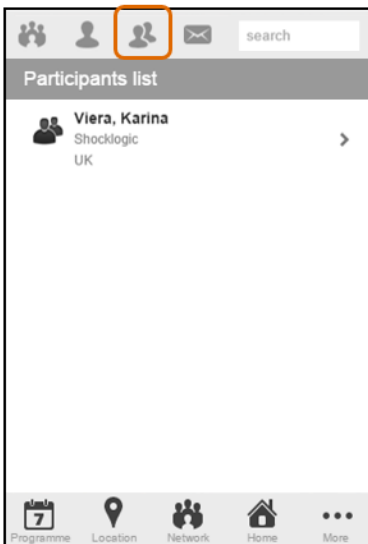 search
Participants list
Viera, Karina
Shocklogic
UK
7
Programme Location Network Home More